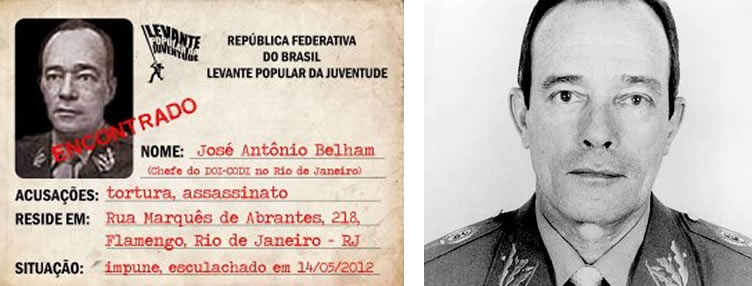 LEVANTE
POPULAR DA
JUVENTUDE
REPÚBLICA FEDERATIVA
DO BRASIL
LEVANTE POPULAR DA JUVENTUDE
ENCONTRADO
NOME: José Antônio Belham
(Chefe do DOI-CODI no Rio de Janeiro)
ACUSAÇÕES: tortura, assassinato
RESIDE EM: Rua Marquês de Abrantes, 218,
Flamengo, Rio de Janeiro - RJ
SITUAÇÃO: impune, esculachado em 14/05/2012